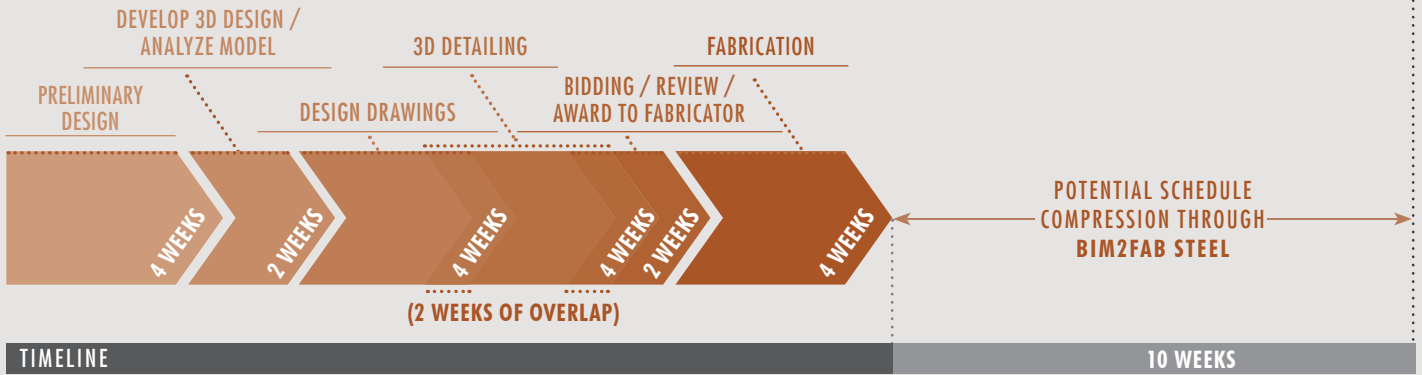 DEVELOP 3D DESIGN /
ANALYZE MODEL
3D DETAILING
FABRICATION
PRELIMINARY
DESIGN
DESIGN DRAWINGS
BIDDING / REVIEW /
AWARD TO FABRICATOR
4 WEEKS
2 WEEKS
4 WEEKS
4 WEEKS
2 WEEKS
4 WEEKS
POTENTIAL SCHEDULE
COMPRESSION THROUGH
BIM2FAB STEEL
(2 WEEKS OF OVERLAP)
TIMELINE
10 WEEKS